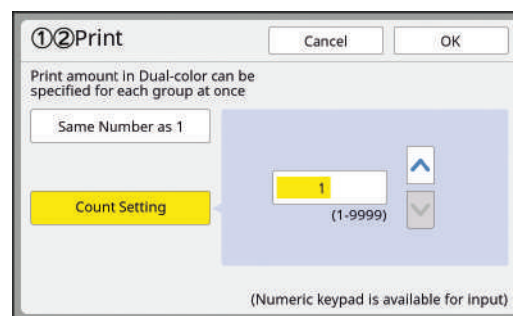 ①❷Print
Cancel
OK
Print amount in Dual-color can be
specified for each group at once
Same Number as 1
Count Setting
1
(1-9999)
(Numeric keypad is available for input)